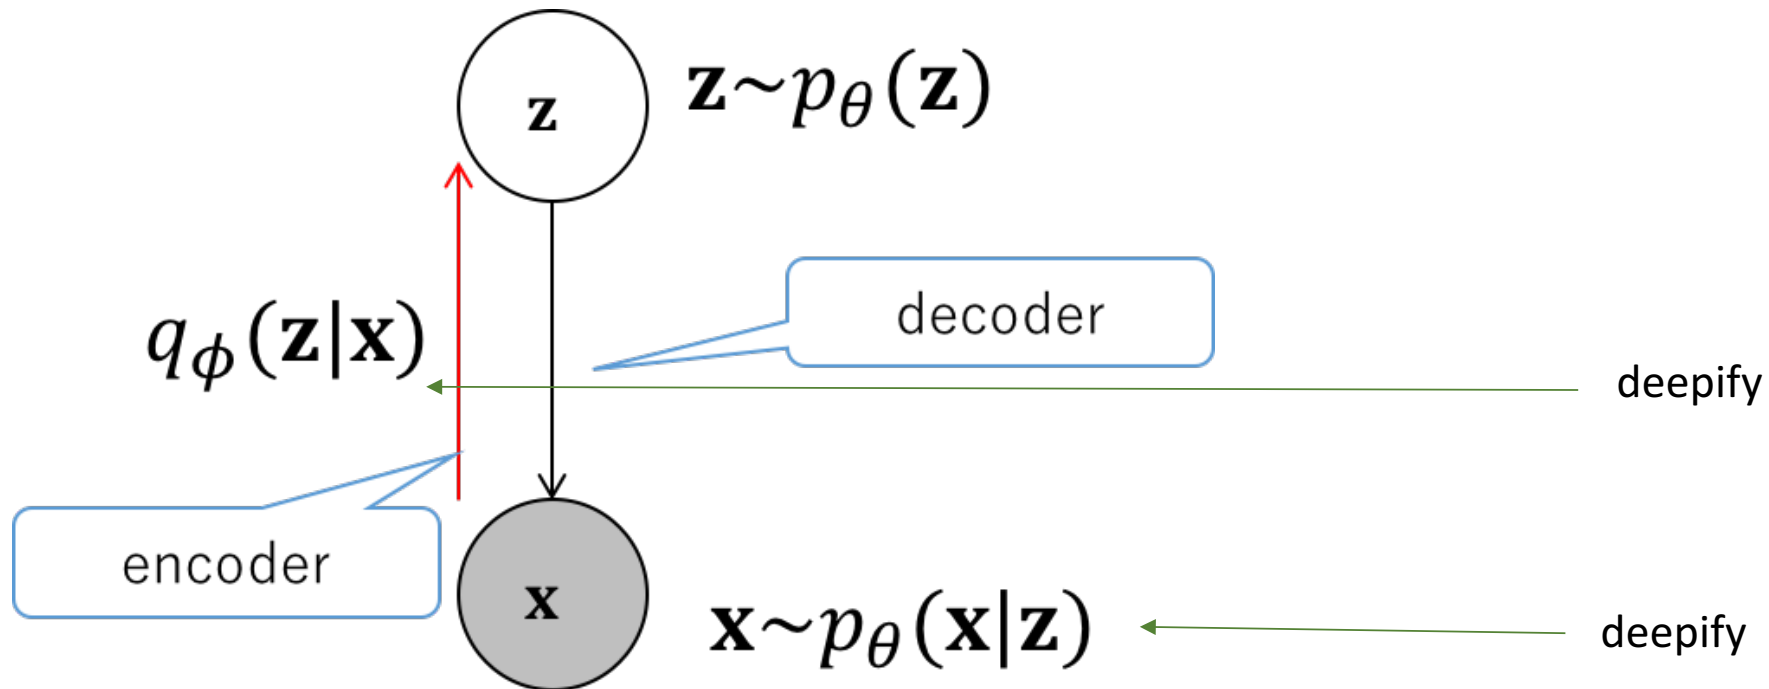 z
z~pθ(z)
decoder
qϕ(z|x)
deepify
encoder
x
x~pθ(x|z)
deepify